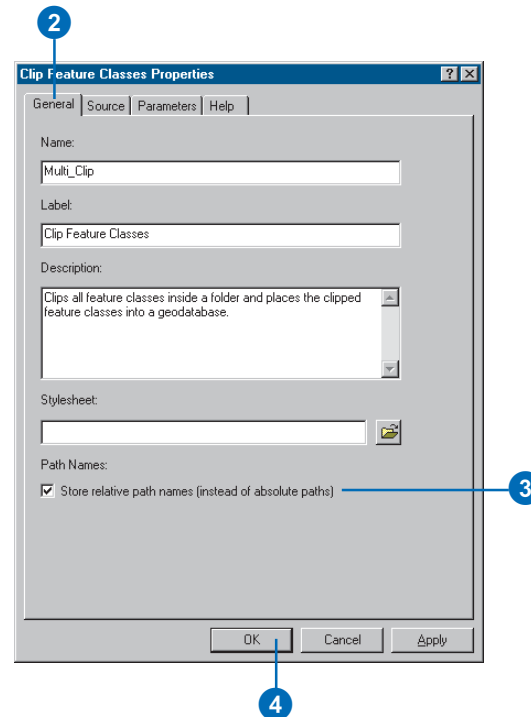 2
Clip Feature Classes Properties
General Source Parameters Help
Name:
Multi_Clip
Label:
Clip Feature Classes
Description:
Clips all feature classes inside a folder and places the clipped
feature classes into a geodatabase.
Stylesheet:
Path Names:
Store relative path names (instead of absolute paths)
3
OK Cancel Apply
4